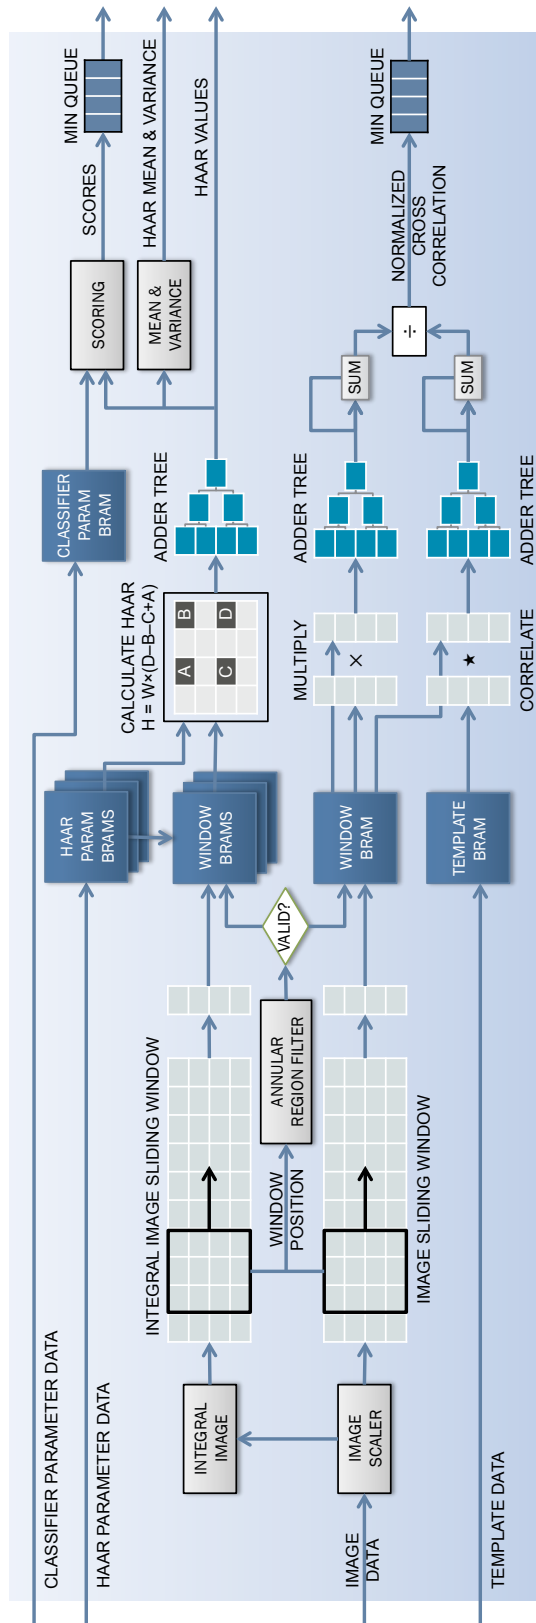 CLASSIFIER PARAMETER DATA
HAAR PARAMETER DATA
IMAGE
DATA
TEMPLATE DATA
INTEGRAL
IMAGE
IMAGE
SCALER
INTEGRAL IMAGE SLIDING WINDOW
WINDOW
POSITION
IMAGE SLIDING WINDOW
ANNULAR
REGION FILTER
VALID?
HAAR
PARAM
BRAMS
WINDOW
BRAMS
WINDOW
BRAM
TEMPLATE
BRAM
CLASSIFIER
PARAM
BRAM
CALCULATE HAAR
H = W×(D–B–C+A)
A
B
C
D
MULTIPLY
×
★
CORRELATE
ADDER TREE
ADDER TREE
ADDER TREE
SCORING
MEAN &
VARIANCE
SUM
SUM
÷
SCORES
HAAR MEAN & VARIANCE
HAAR VALUES
NORMALIZED
CROSS
CORRELATION
MIN QUEUE
MIN QUEUE